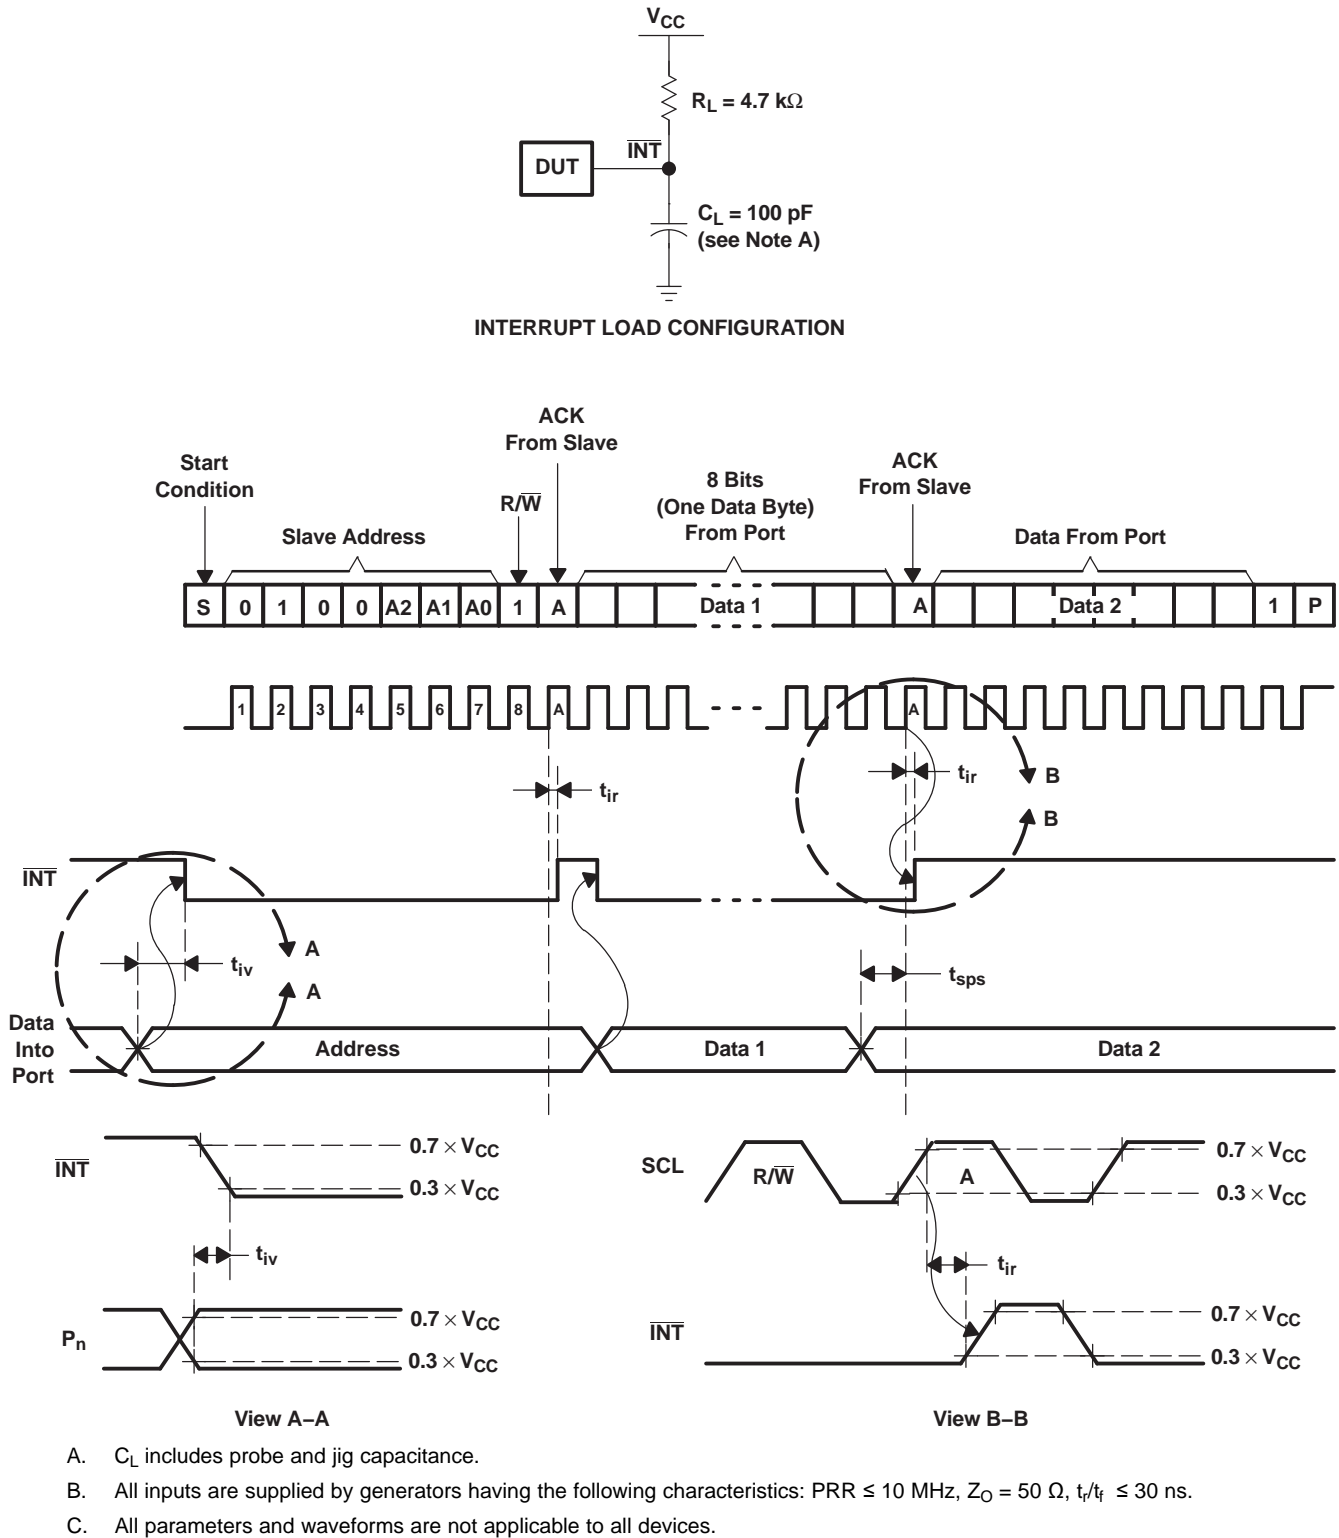 VCC
RL = 4.7 kΩ
INT
DUT
CL = 100 pF
(see Note A)
INTERRUPT LOAD CONFIGURATION
ACK
From Slave
Start
Condition
R/W
Slave Address
8 Bits
(One Data Byte)
From Port
ACK
From Slave
Data From Port
S 0 1 0 0 A2 A1 A0 1 A Data 1 A Data 2 1 P
1 2 3 4 5 6 7 8 A A
tir
tir
B
B
INT
A
tiv
A
tsps
Data
Into
Port
Address
Data 1
Data 2
INT
0.7 × VCC
0.3 × VCC
tiv
Pn
0.7 × VCC
0.3 × VCC
View A–A
SCL
R/W
A
0.7 × VCC
0.3 × VCC
tir
INT
0.7 × VCC
0.3 × VCC
View B–B
A. CL includes probe and jig capacitance.
B. All inputs are supplied by generators having the following characteristics: PRR ≤ 10 MHz, ZO = 50 Ω, tr/tf ≤ 30 ns.
C. All parameters and waveforms are not applicable to all devices.